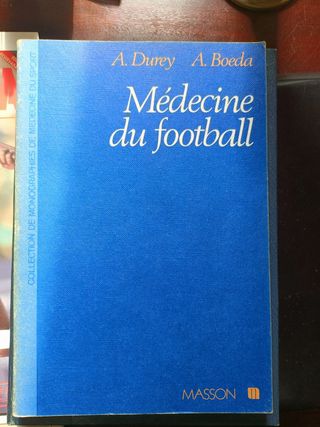 A. Durey A. Boeda
Médecine
du football
COLLECTION DE MONOGRAPHIES DE MÉDECINE DU SPORT
MASSON m